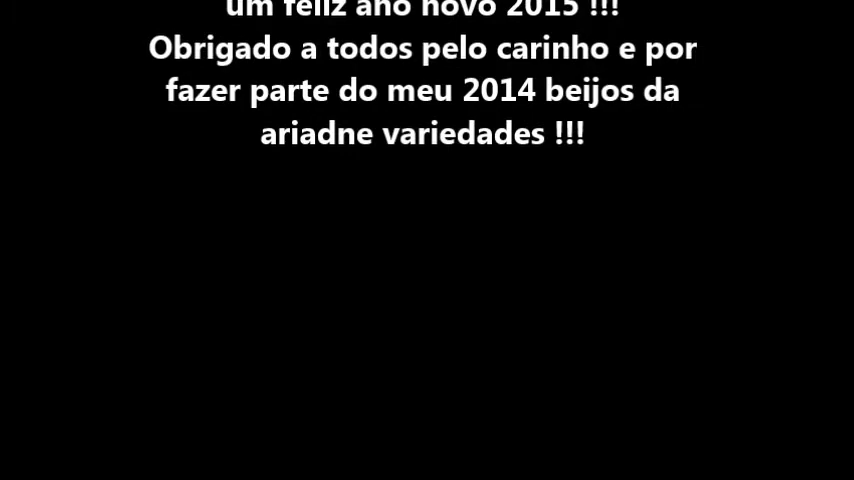 um feliz ano novo 2015 !!!
Obrigado a todos pelo carinho e por
fazer parte do meu 2014 beijos da
ariadne variedades !!!